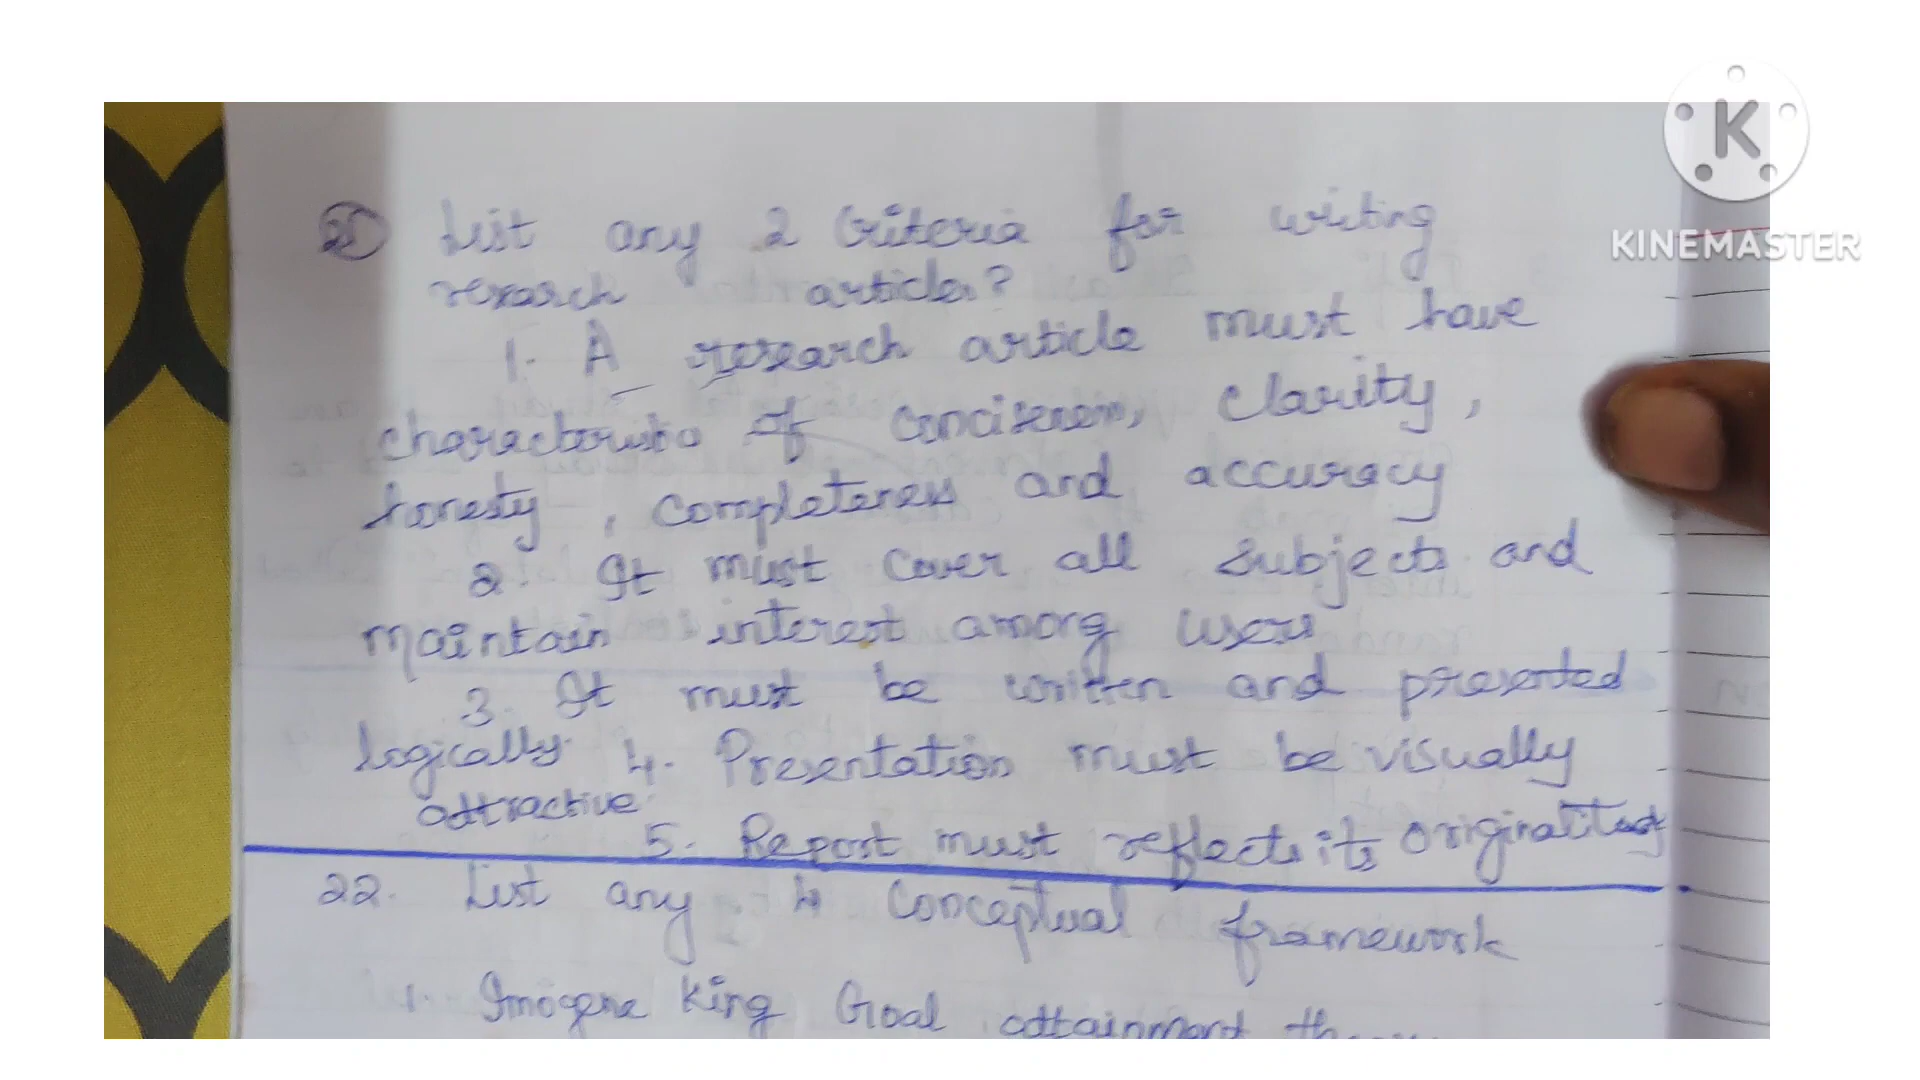 K
KINEMASTER
21 List any 2 Criteria for writing
research articles?
1. A research article must have
characteristics of conciseness, clarity,
honesty, completeness and accuracy
2. It must cover all subjects and
maintain interest among users
3. It must be written and presented
logically 4. Presentation must be visually
attractive
5. Report must reflects its originality
22. List any 4 Conceptual framework
1. Imogene King Goal attainment theory